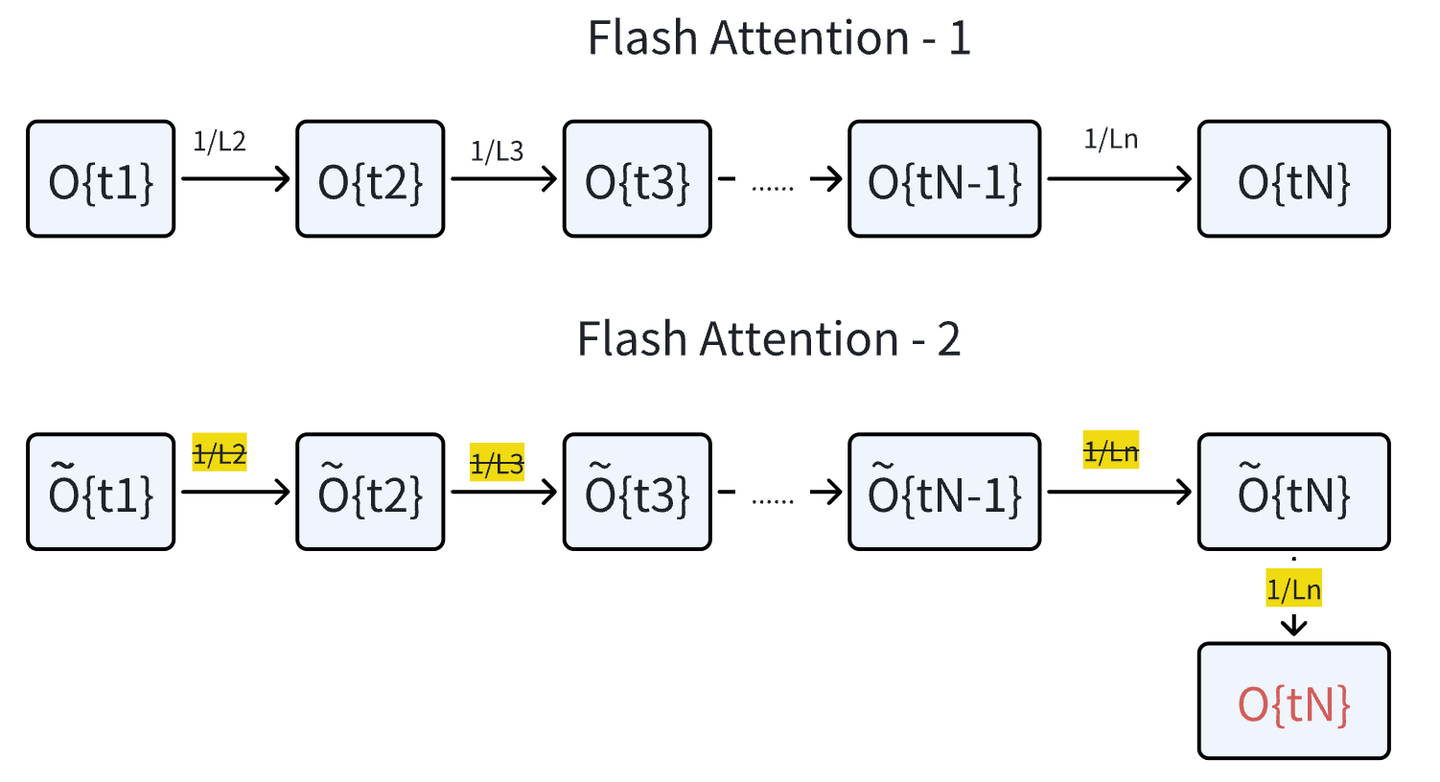 Flash Attention - 1
1/L2 1/L3 1/Ln
O{t1} O{t2} O{t3} ...... O{tN-1} O{tN}
Flash Attention - 2
1/L2 1/L3 1/Ln
Õ{t1} Õ{t2} Õ{t3} ...... Õ{tN-1} Õ{tN}
1/Ln
O{tN}